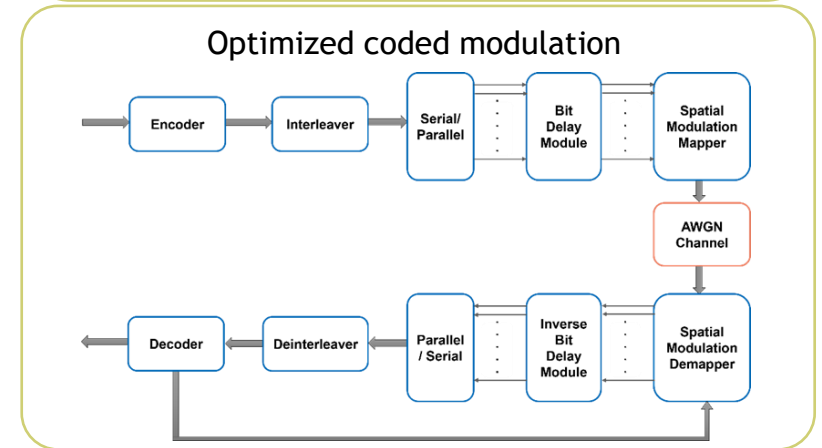 Optimized coded modulation
Encoder
Interleaver
Serial/
Parallel
Bit
Delay
Module
Spatial
Modulation
Mapper
AWGN
Channel
Decoder
Deinterleaver
Parallel
/ Serial
Inverse
Bit
Delay
Module
Spatial
Modulation
Demapper